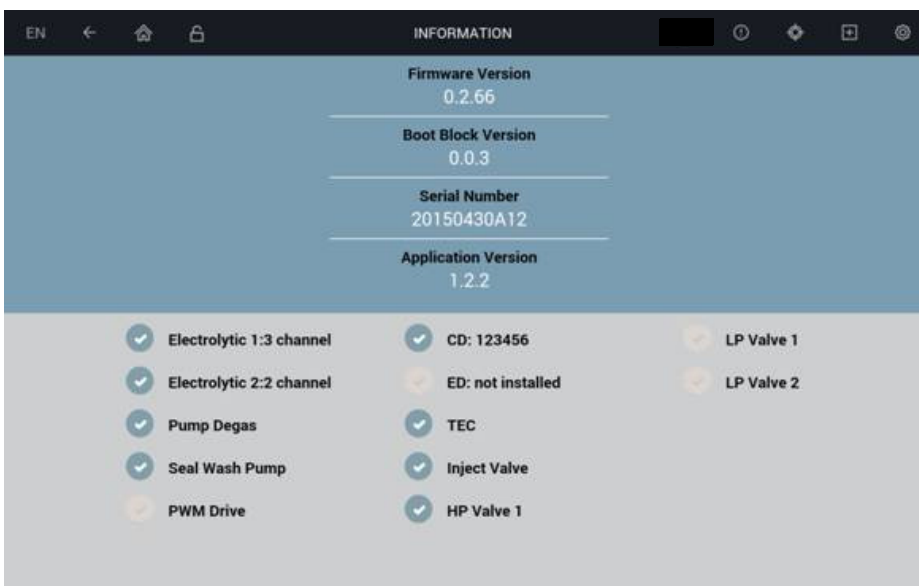 EN INFORMATION
Firmware Version
0.2.66
Boot Block Version
0.0.3
Serial Number
20150430A12
Application Version
1.2.2
Electrolytic 1:3 channel
Electrolytic 2:2 channel
Pump Degas
Seal Wash Pump
PWM Drive
CD: 123456
ED: not installed
TEC
Inject Valve
HP Valve 1
LP Valve 1
LP Valve 2